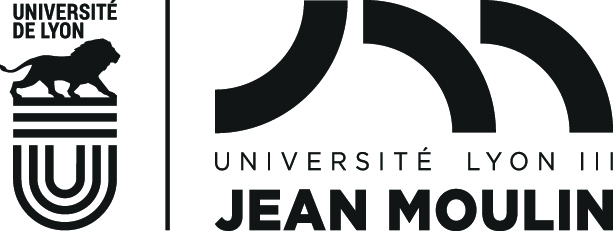 UNIVERSITÉ
DE LYON
UNIVERSITÉ LYON III
JEAN MOULIN